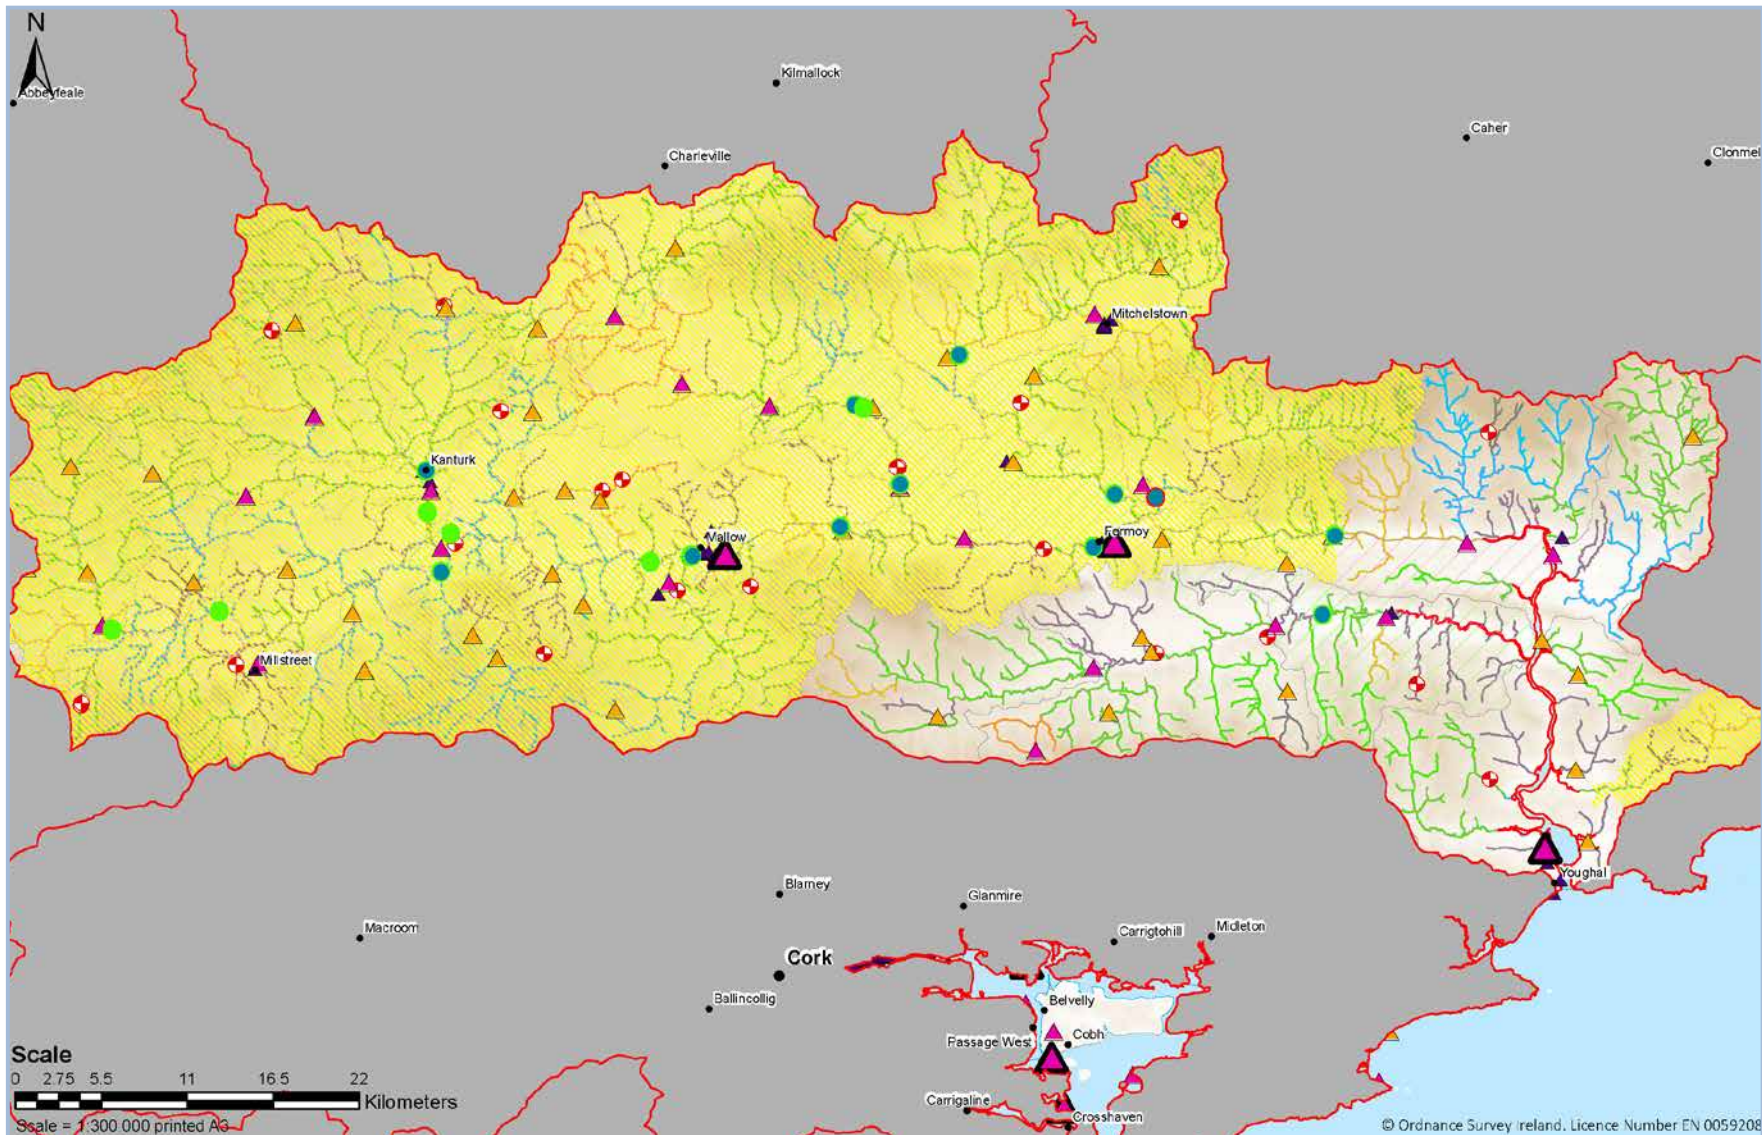 N
Abbeyfeale
Kilmallock
Caher
Charleville
Clonmel
Mitchelstown
Kanturk
Mallow
Fermoy
Millstreet
Youghal
Blarney
Glanmire
Macroom
Carrigtohill
Midleton
Cork
Ballincollig
Belvelly
Passage West
Cobh
Scale
0 2.75 5.5 11 16.5 22
Kilometers
Carrigaline
Crosshaven
Scale = 1:300 000 printed A3
© Ordnance Survey Ireland. Licence Number EN 005920